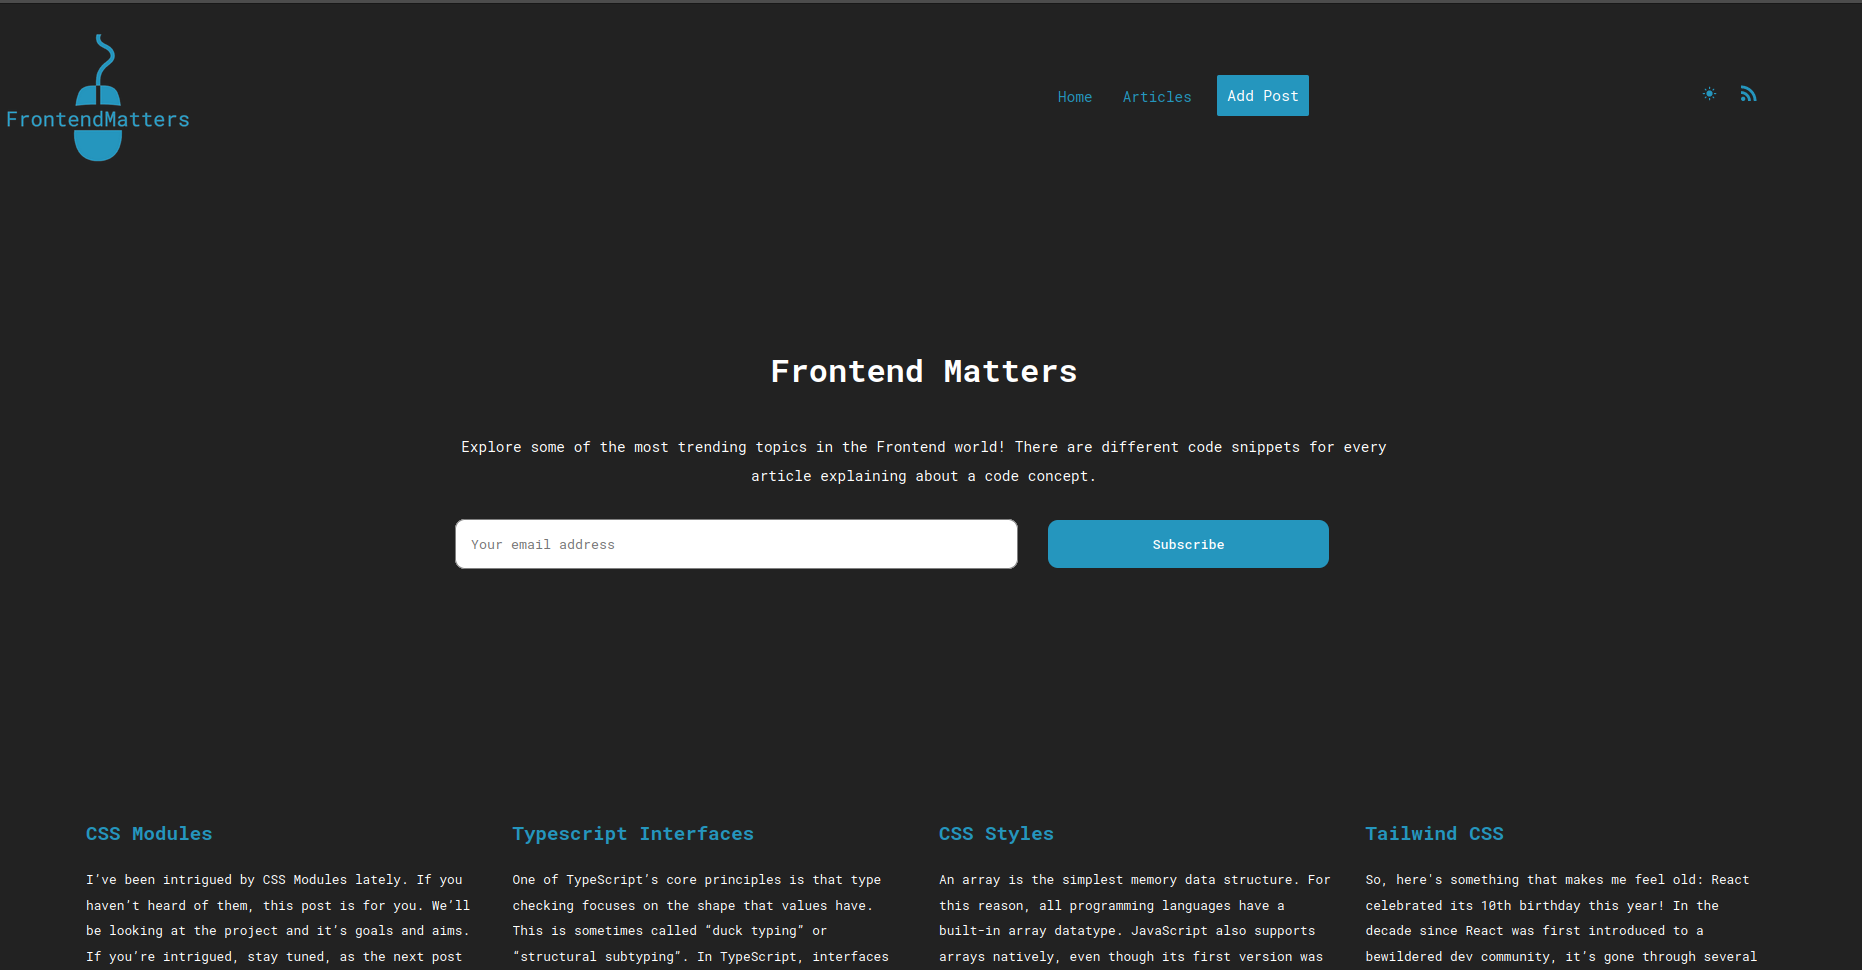 FrontendMatters
Home
Articles
Add Post
Frontend Matters
Explore some of the most trending topics in the Frontend world! There are different code snippets for every
article explaining about a code concept.
Your email address
Subscribe
CSS Modules
I’ve been intrigued by CSS Modules lately. If you
haven’t heard of them, this post is for you. We’ll
be looking at the project and it’s goals and aims.
If you’re intrigued, stay tuned, as the next post
Typescript Interfaces
One of TypeScript’s core principles is that type
checking focuses on the shape that values have.
This is sometimes called “duck typing” or
“structural subtyping”. In TypeScript, interfaces
CSS Styles
An array is the simplest memory data structure. For
this reason, all programming languages have a
built-in array datatype. JavaScript also supports
arrays natively, even though its first version was
Tailwind CSS
So, here's something that makes me feel old: React
celebrated its 10th birthday this year! In the
decade since React was first introduced to a
bewildered dev community, it’s gone through several